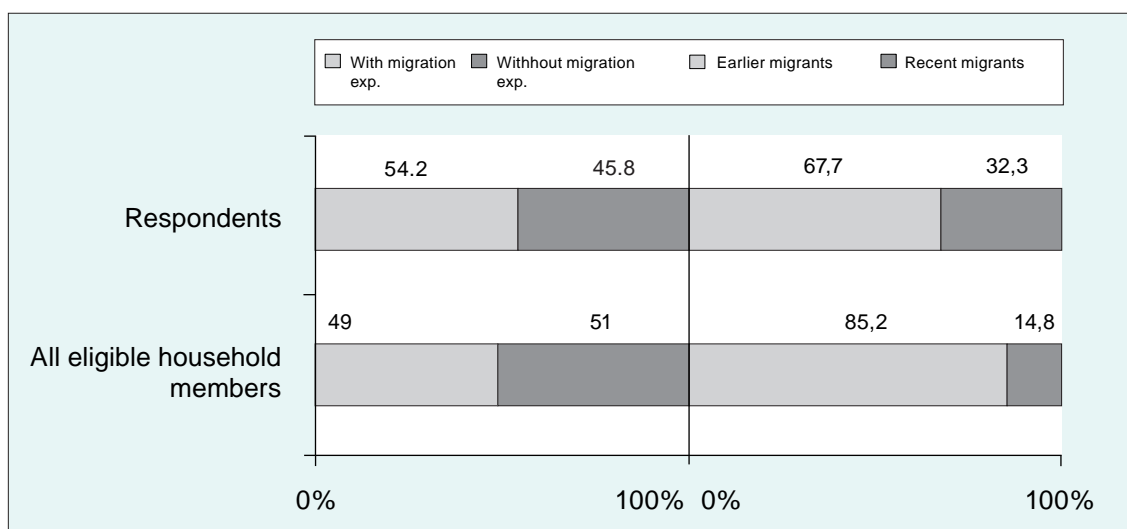 With migration exp.
Withhout migration exp.
Earlier migrants
Recent migrants
54.2 45.8 67,7 32,3
Respondents
49 51 85,2 14,8
All eligible household
members
0% 100% 0% 100%